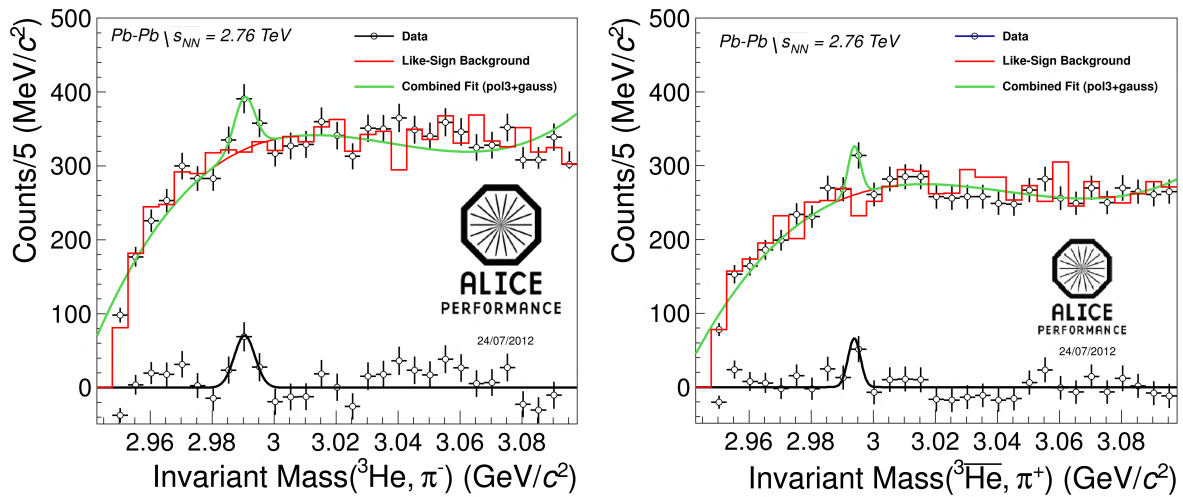 500
400
300
200
100
0
Counts/5 (MeV/c²)
Pb-Pb \ sNN = 2.76 TeV
Data
Like-Sign Background
Combined Fit (pol3+gauss)
ALICE
PERFORMANCE
24/07/2012
2.96 2.98 3 3.02 3.04 3.06 3.08
Invariant Mass(³He, π⁻) (GeV/c²)
500
400
300
200
100
0
Counts/5 (MeV/c²)
Pb-Pb \ sNN = 2.76 TeV
Data
Like-Sign Background
Combined Fit (pol3+gauss)
ALICE
PERFORMANCE
24/07/2012
2.96 2.98 3 3.02 3.04 3.06 3.08
Invariant Mass(³H̅e̅, π⁺) (GeV/c²)